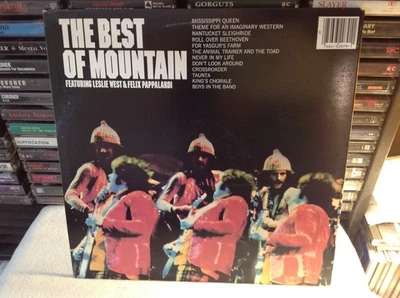 GORGUTS
SLAYER
THE BEST
OF MOUNTAIN
FEATURING LESLIE WEST & FELIX PAPPALARDI
MISSISSIPPI QUEEN
THEME FOR AN IMAGINARY WESTERN
NANTUCKET SLEIGHRIDE
ROLL OVER BEETHOVEN
FOR YASGUR'S FARM
THE ANIMAL TRAINER AND THE TOAD
NEVER IN MY LIFE
DON'T LOOK AROUND
CROSSROADER
TAUNTA
KING'S CHORALE
BOYS IN THE BAND
SUFFOCATION